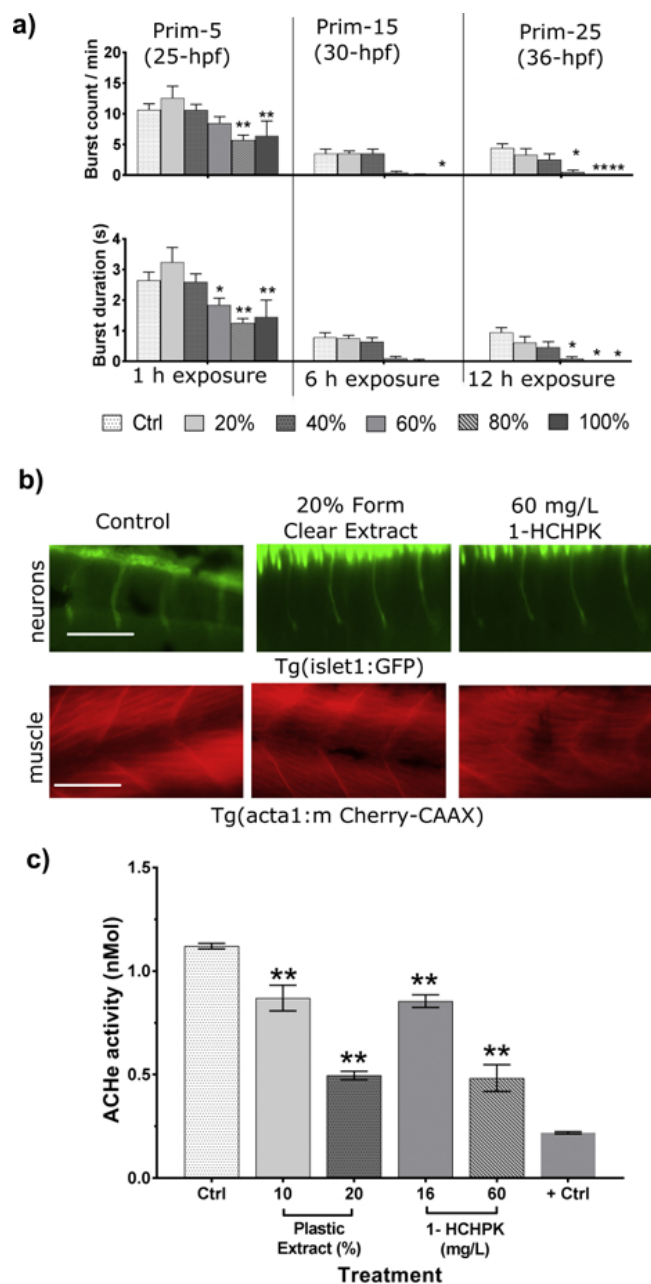 a)
Prim-5 Prim-15 Prim-25
(25-hpf) (30-hpf) (36-hpf)
Burst count / min
20
15
10
5
0
** **
*
* ****
Burst duration (s)
4
3
2
1
0
* ** **
* * *
1 h exposure 6 h exposure 12 h exposure
Ctrl 20% 40% 60% 80% 100%
b)
Control
20% Form
Clear Extract
60 mg/L
1-HCHPK
neurons
Tg(islet1:GFP)
muscle
Tg(acta1:m Cherry-CAAX)
c)
ACHe activity (nMol)
1.5
1.0
0.5
0.0
** ** ** **
Ctrl 10 20 16 60 + Ctrl
Plastic
Extract (%)
1- HCHPK
(mg/L)
Treatment